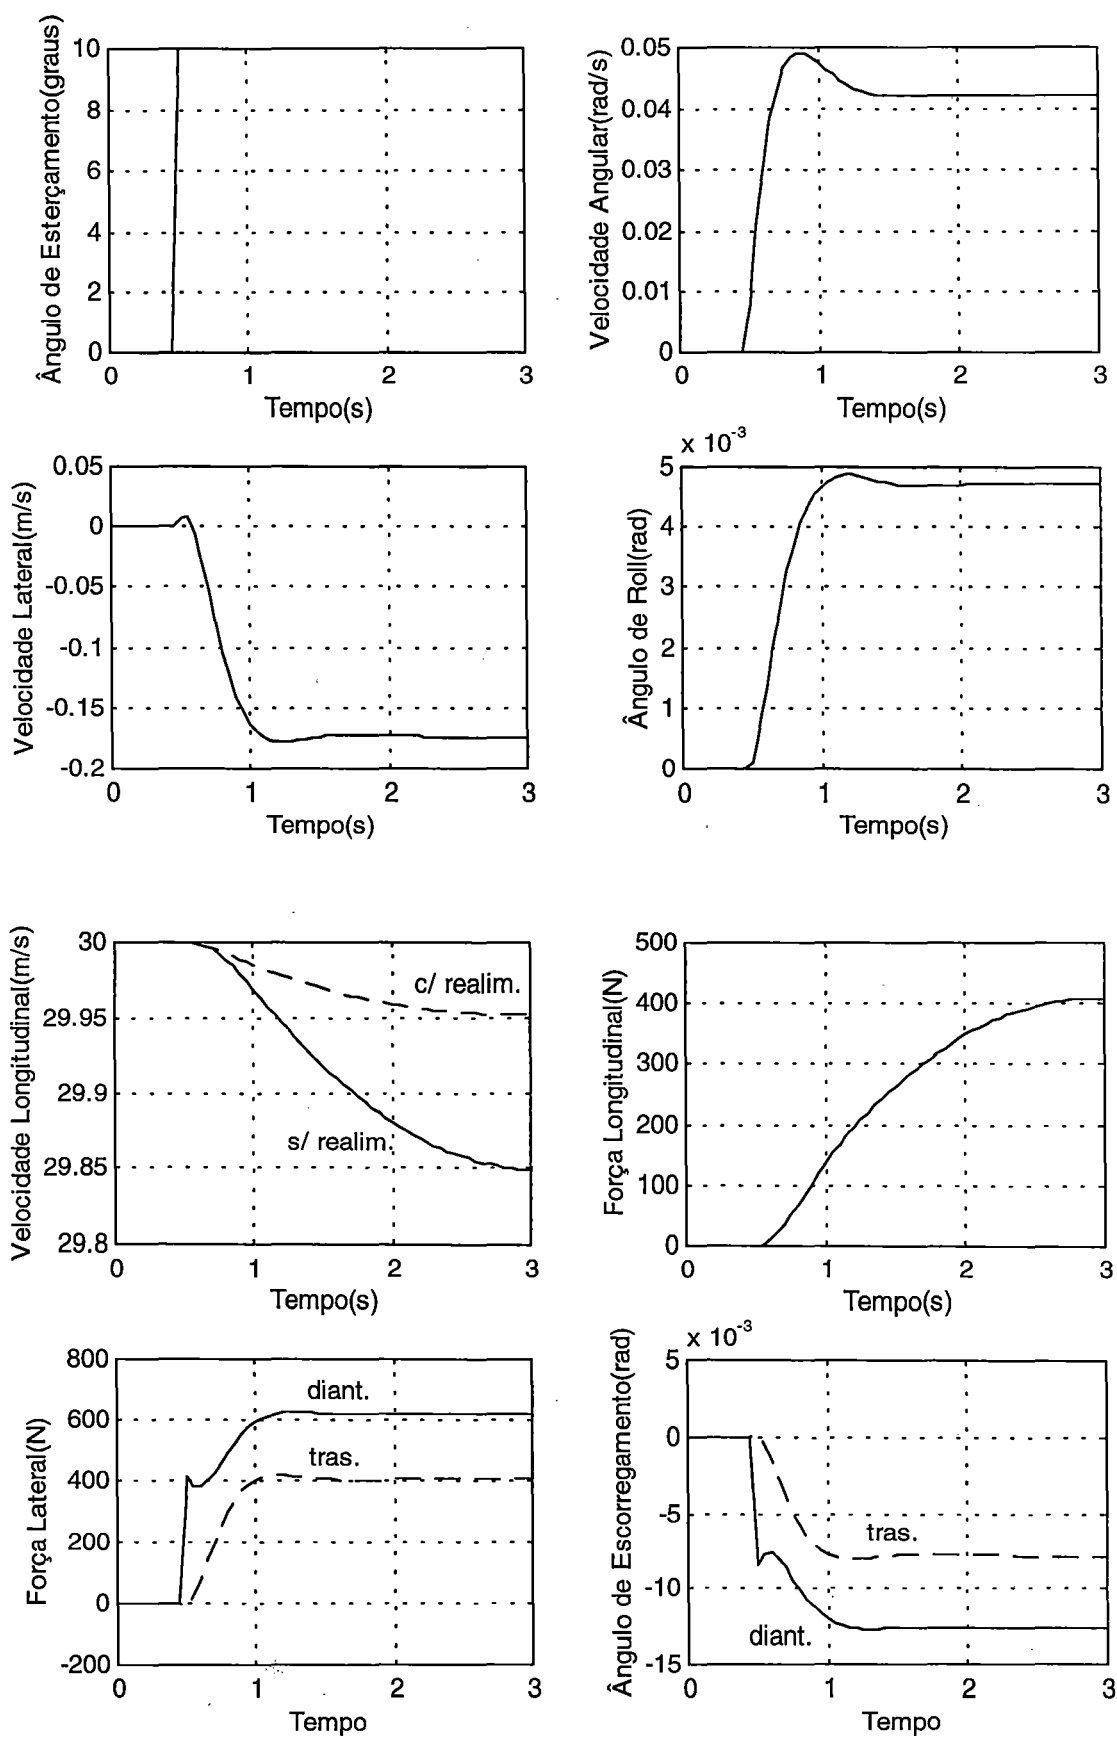 Ângulo de Esterçamento(graus)
10
8
6
4
2
0
0 1 2 3
Tempo(s)
Velocidade Angular(rad/s)
0.05
0.04
0.03
0.02
0.01
0
0 1 2 3
Tempo(s)
Velocidade Lateral(m/s)
0.05
0
-0.05
-0.1
-0.15
-0.2
0 1 2 3
Tempo(s)
x 10-3
Ângulo de Roll(rad)
5
4
3
2
1
0
0 1 2 3
Tempo(s)
Velocidade Longitudinal(m/s)
30
29.95
29.9
29.85
29.8
c/ realim.
s/ realim.
0 1 2 3
Tempo(s)
Força Longitudinal(N)
500
400
300
200
100
0
0 1 2 3
Tempo(s)
Força Lateral(N)
800
600
400
200
0
-200
diant.
tras.
0 1 2 3
Tempo
x 10-3
Ângulo de Escorregamento(rad)
5
0
-5
-10
-15
tras.
diant.
0 1 2 3
Tempo